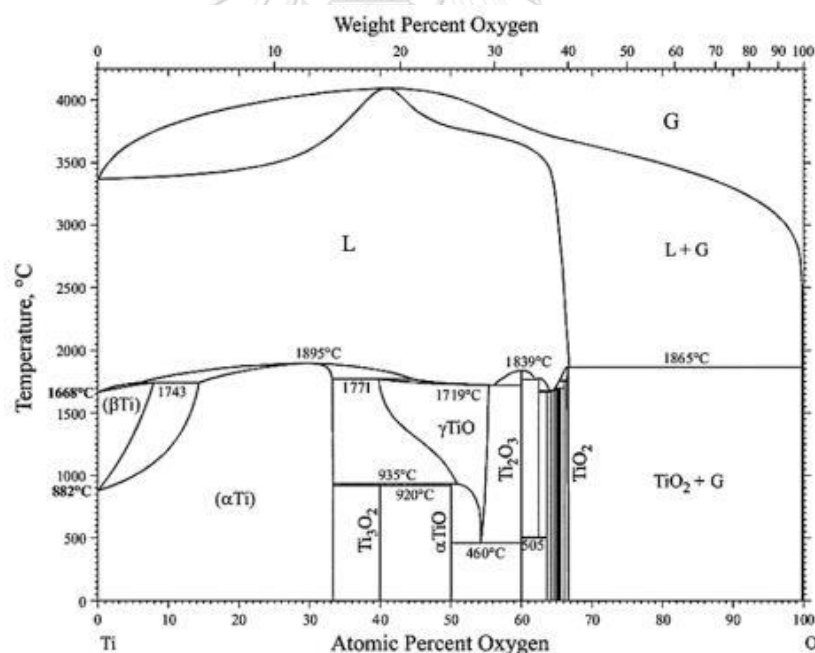 Weight Percent Oxygen
0 10 20 30 40 50 60 70 80 90 100
4000
G
3500
3000
L
L + G
2500
2000
1895°C
1839°C
1865°C
1668°C
1743
1771
1719°C
(βTi)
1500
γTiO
Ti₂O₃
TiO₂
1000
935°C
TiO₂ + G
882°C
(αTi)
920°C
Ti₃O₂
αTiO
500
460°C
505
0
0 10 20 30 40 50 60 70 80 90 100
Ti
Atomic Percent Oxygen
O
Temperature, °C